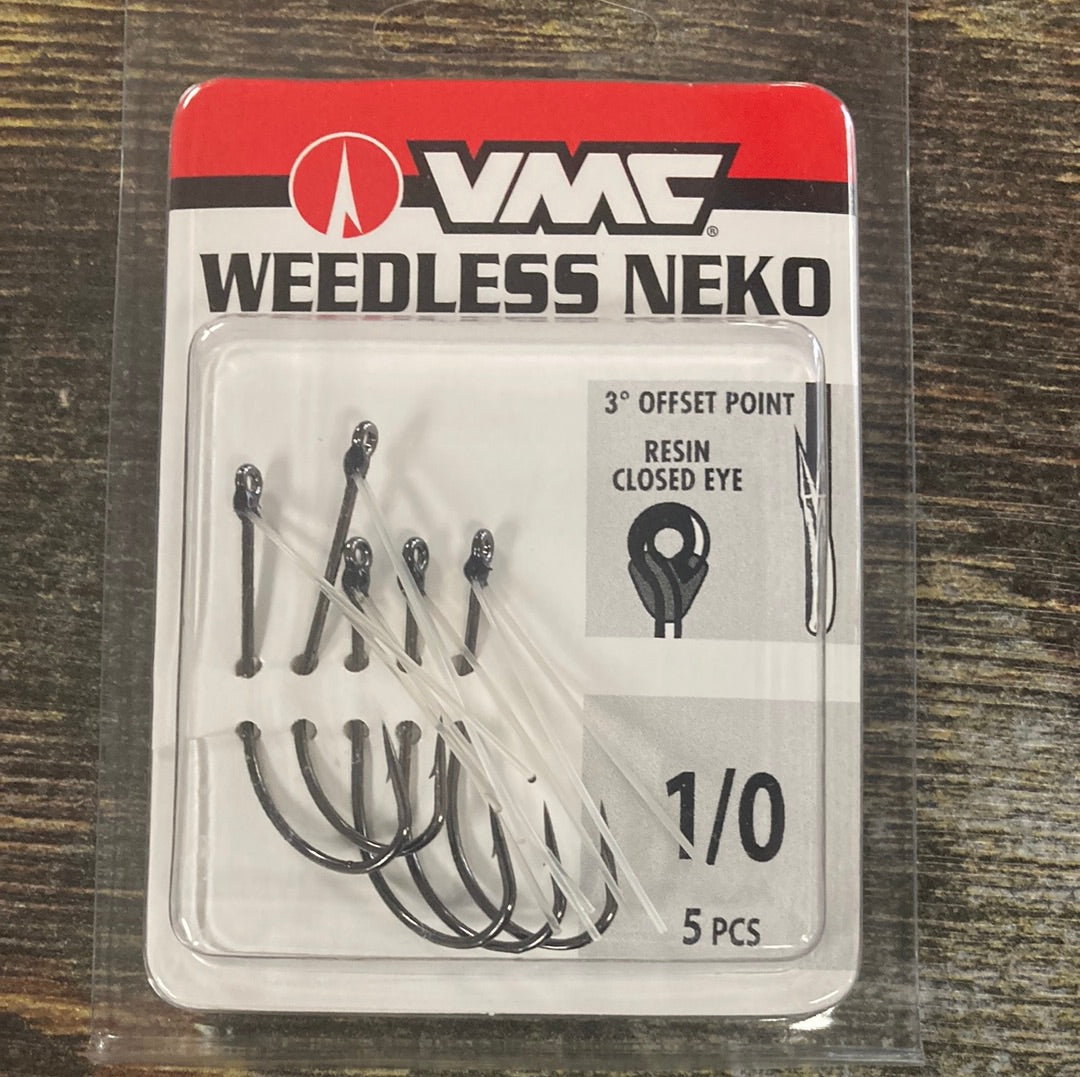 VMC®
WEEDLESS NEKO
3° OFFSET POINT
RESIN
CLOSED EYE
1/0
5 PCS